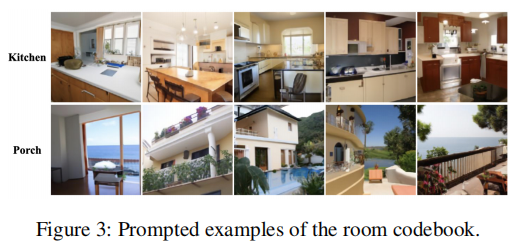 Kitchen
Porch
Figure 3: Prompted examples of the room codebook.